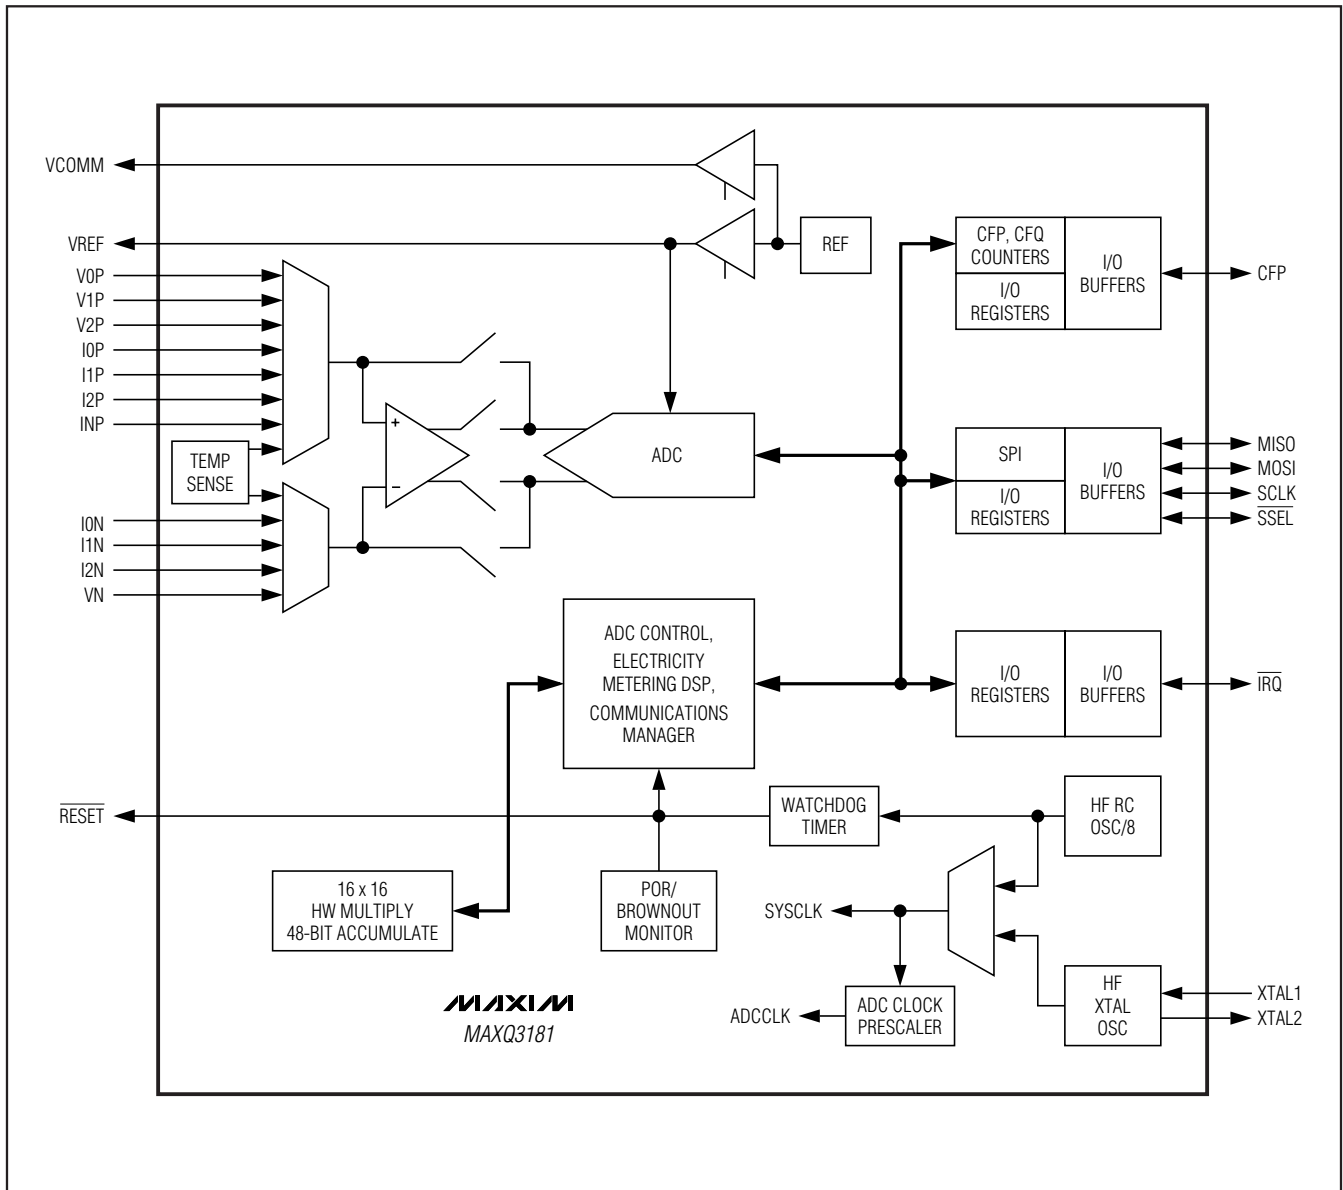 VCOMM
VREF
REF
V0P
V1P
V2P
I0P
I1P
I2P
INP
TEMP
SENSE
I0N
I1N
I2N
VN
+
−
ADC
CFP, CFQ
COUNTERS
I/O
REGISTERS
I/O
BUFFERS
CFP
SPI
I/O
REGISTERS
I/O
BUFFERS
MISO
MOSI
SCLK
SSEL
ADC CONTROL,
ELECTRICITY
METERING DSP,
COMMUNICATIONS
MANAGER
I/O
REGISTERS
I/O
BUFFERS
IRQ
RESET
WATCHDOG
TIMER
HF RC
OSC/8
16 x 16
HW MULTIPLY
48-BIT ACCUMULATE
POR/
BROWNOUT
MONITOR
SYSCLK
ADCCLK
ADC CLOCK
PRESCALER
HF
XTAL
OSC
XTAL1
XTAL2
MAXIM
MAXQ3181